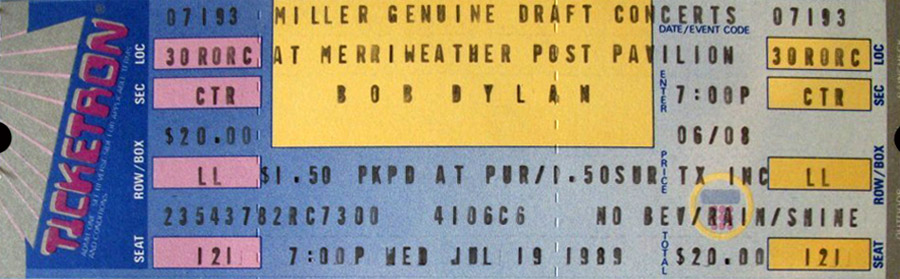 TICKETRON
07193 MILLER GENUINE DRAFT CONCERTS 07193
DATE/EVENT CODE
LOC 30RORC AT MERRIWEATHER POST PAVILION 30RORC LOC
SEC CTR BOB DYLAN ENTER 7:00P CTR SEC
$20.00 06/08
ROW/BOX LL $1.50 PKPD AT PUR/1.50SUR PRICE TX INC LL ROW/BOX
23543782RC7300 4106C6 NO BEV/RAIN/SHINE
SEAT 121 7:00PM WED JUL 19 1989 TOTAL $20.00 121 SEAT